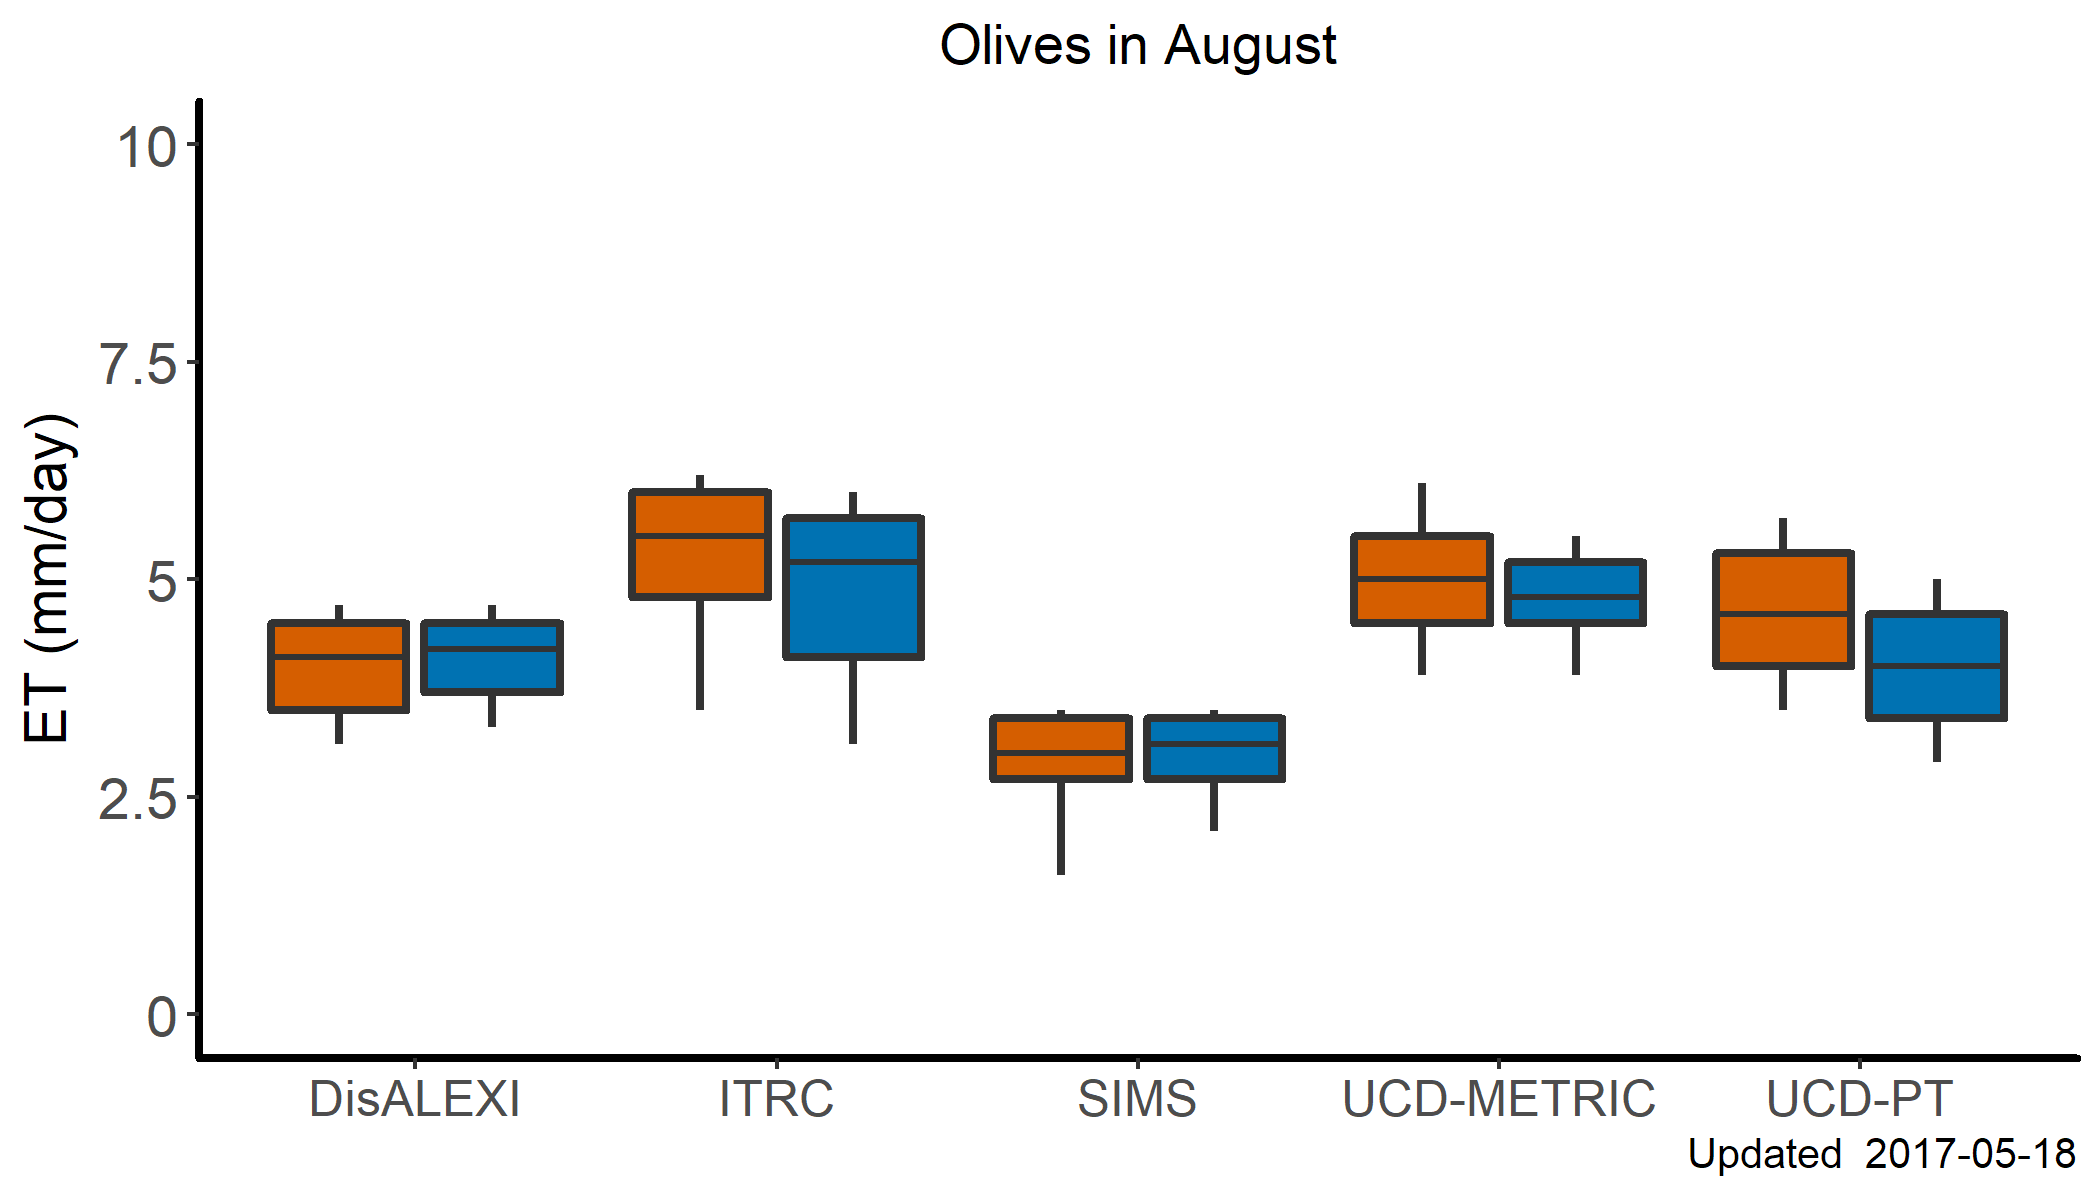 Olives in August
ET (mm/day)
10
7.5
5
2.5
0
DisALEXI ITRC SIMS UCD-METRIC UCD-PT
Updated  2017-05-18